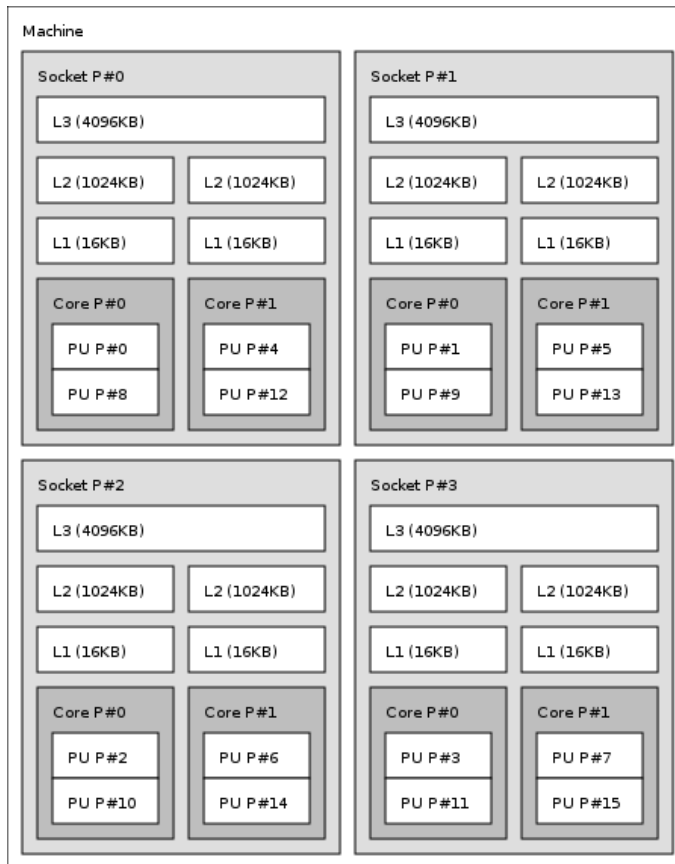 Machine
Socket P#0
L3 (4096KB)
L2 (1024KB)
L2 (1024KB)
L1 (16KB)
L1 (16KB)
Core P#0
PU P#0
PU P#8
Core P#1
PU P#4
PU P#12
Socket P#1
L3 (4096KB)
L2 (1024KB)
L2 (1024KB)
L1 (16KB)
L1 (16KB)
Core P#0
PU P#1
PU P#9
Core P#1
PU P#5
PU P#13
Socket P#2
L3 (4096KB)
L2 (1024KB)
L2 (1024KB)
L1 (16KB)
L1 (16KB)
Core P#0
PU P#2
PU P#10
Core P#1
PU P#6
PU P#14
Socket P#3
L3 (4096KB)
L2 (1024KB)
L2 (1024KB)
L1 (16KB)
L1 (16KB)
Core P#0
PU P#3
PU P#11
Core P#1
PU P#7
PU P#15